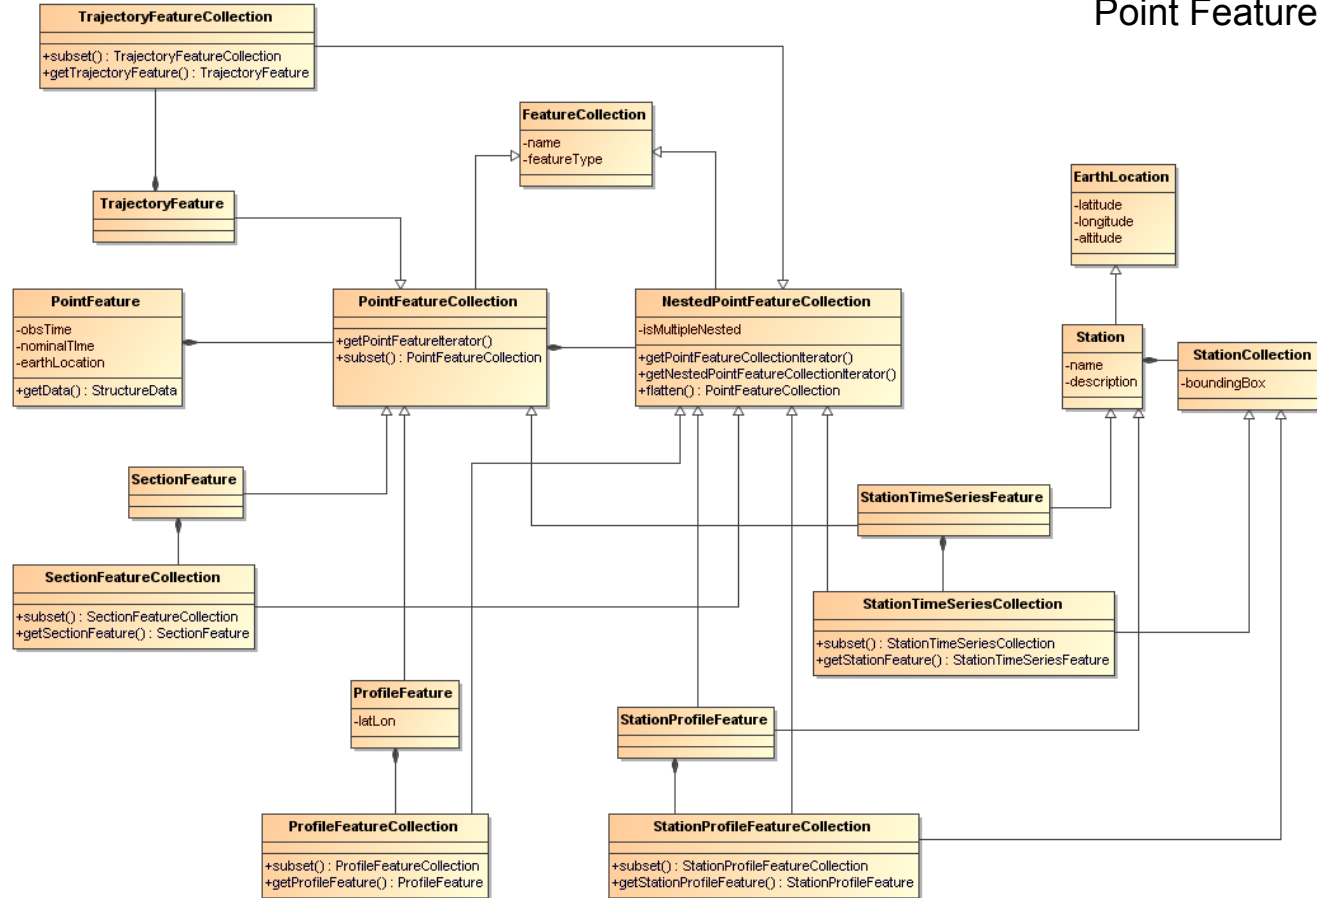 Point Feature
TrajectoryFeatureCollection
+subset() : TrajectoryFeatureCollection
+getTrajectoryFeature() : TrajectoryFeature
FeatureCollection
-name
-featureType
EarthLocation
-latitude
-longitude
-altitude
TrajectoryFeature
PointFeature
-obsTime
-nominalTIme
-earthLocation
+getData() : StructureData
PointFeatureCollection
+getPointFeatureIterator()
+subset() : PointFeatureCollection
NestedPointFeatureCollection
-isMultipleNested
+getPointFeatureCollectionIterator()
+getNestedPointFeatureCollectionIterator()
+flatten() : PointFeatureCollection
Station
-name
-description
StationCollection
-boundingBox
SectionFeature
StationTimeSeriesFeature
SectionFeatureCollection
+subset() : SectionFeatureCollection
+getSectionFeature() : SectionFeature
StationTimeSeriesCollection
+subset() : StationTimeSeriesCollection
+getStationFeature() : StationTimeSeriesFeature
ProfileFeature
-latLon
StationProfileFeature
ProfileFeatureCollection
+subset() : ProfileFeatureCollection
+getProfileFeature() : ProfileFeature
StationProfileFeatureCollection
+subset() : StationProfileFeatureCollection
+getStationProfileFeature() : StationProfileFeature